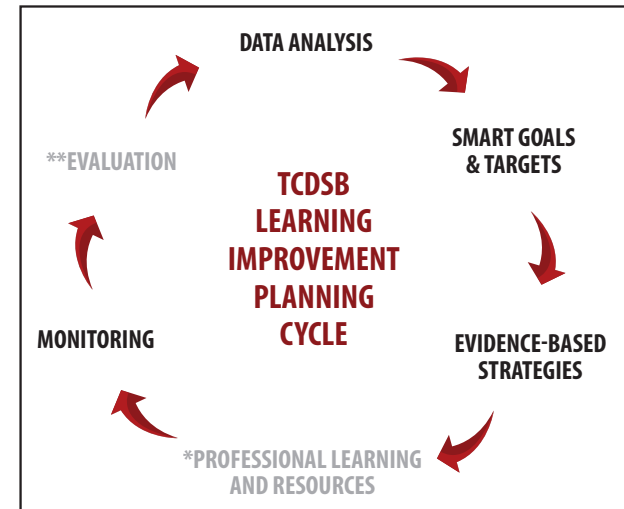 DATA ANALYSIS
SMART GOALS
& TARGETS
EVIDENCE-BASED
STRATEGIES
*PROFESSIONAL LEARNING
AND RESOURCES
MONITORING
**EVALUATION
TCDSB
LEARNING
IMPROVEMENT
PLANNING
CYCLE